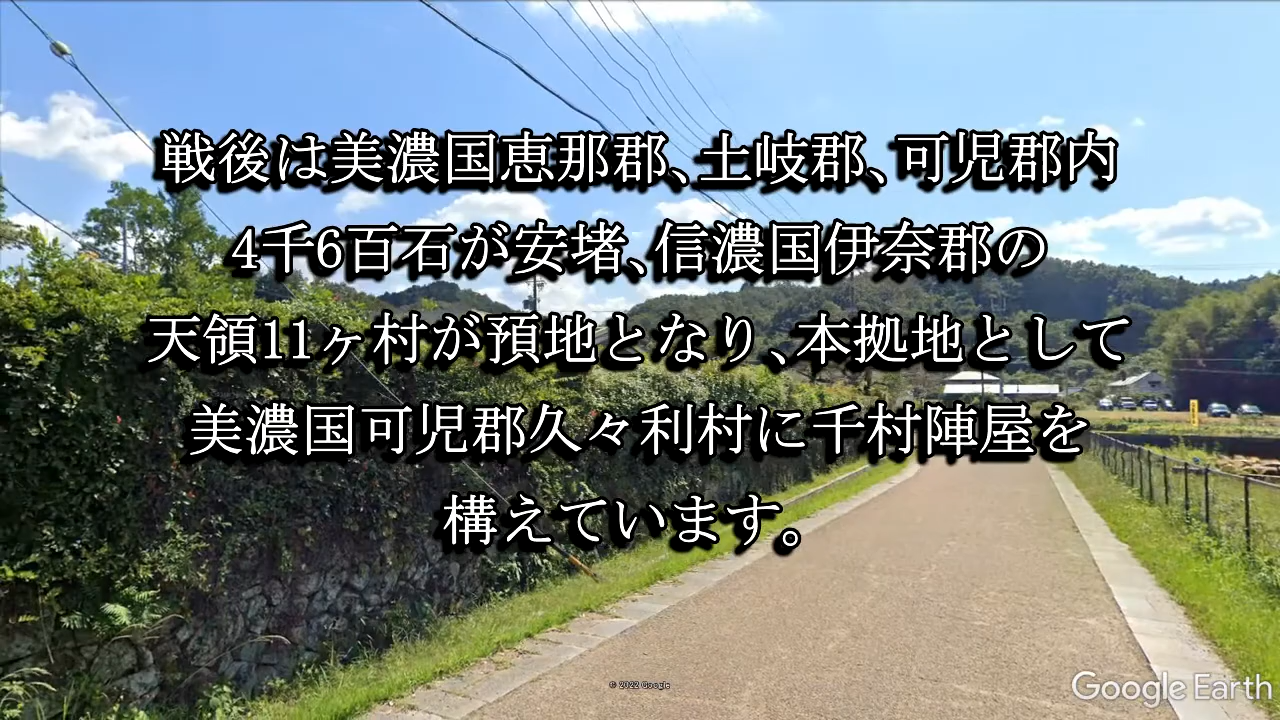 戦後は美濃国恵那郡、土岐郡、可児郡内
4千6百石が安堵、信濃国伊奈郡の
天領11ヶ村が預地となり、本拠地として
美濃国可児郡久々利村に千村陣屋を
構えています。
© 2022 Google
Google Earth